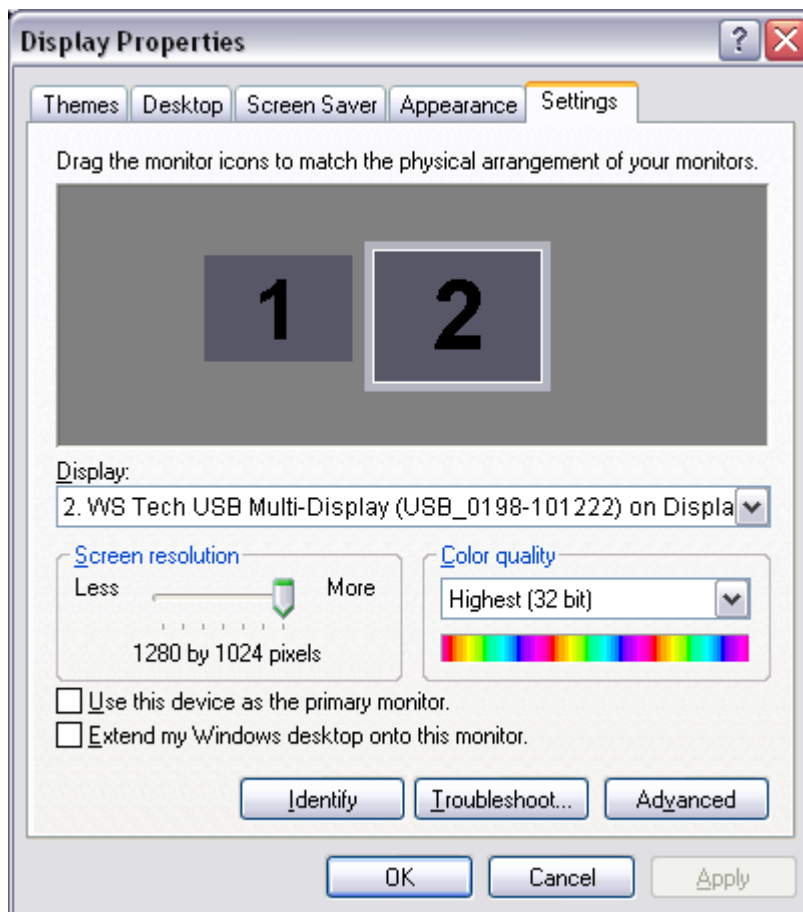 Display Properties
Themes Desktop Screen Saver Appearance Settings
Drag the monitor icons to match the physical arrangement of your monitors.
1 2
Display:
2. WS Tech USB Multi-Display (USB_0198-101222) on Displa
Screen resolution
Less More
1280 by 1024 pixels
Color quality
Highest (32 bit)
Use this device as the primary monitor.
Extend my Windows desktop onto this monitor.
Identify Troubleshoot... Advanced
OK Cancel Apply